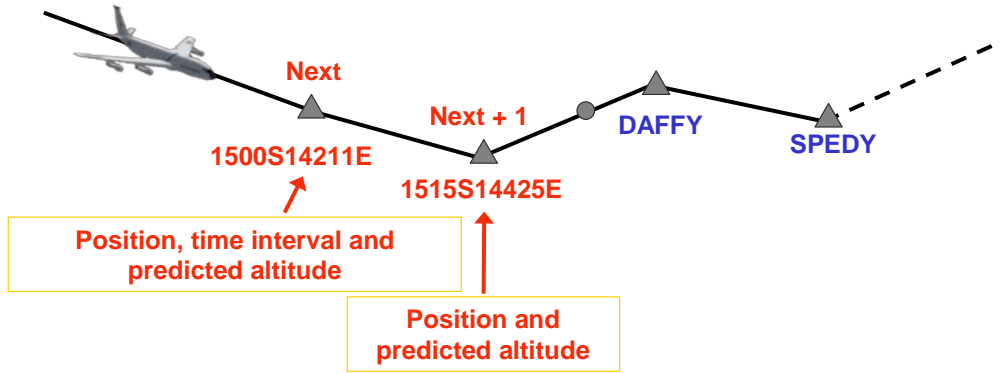 Next
Next + 1
DAFFY
SPEDY
1500S14211E
1515S14425E
Position, time interval and
predicted altitude
Position and
predicted altitude